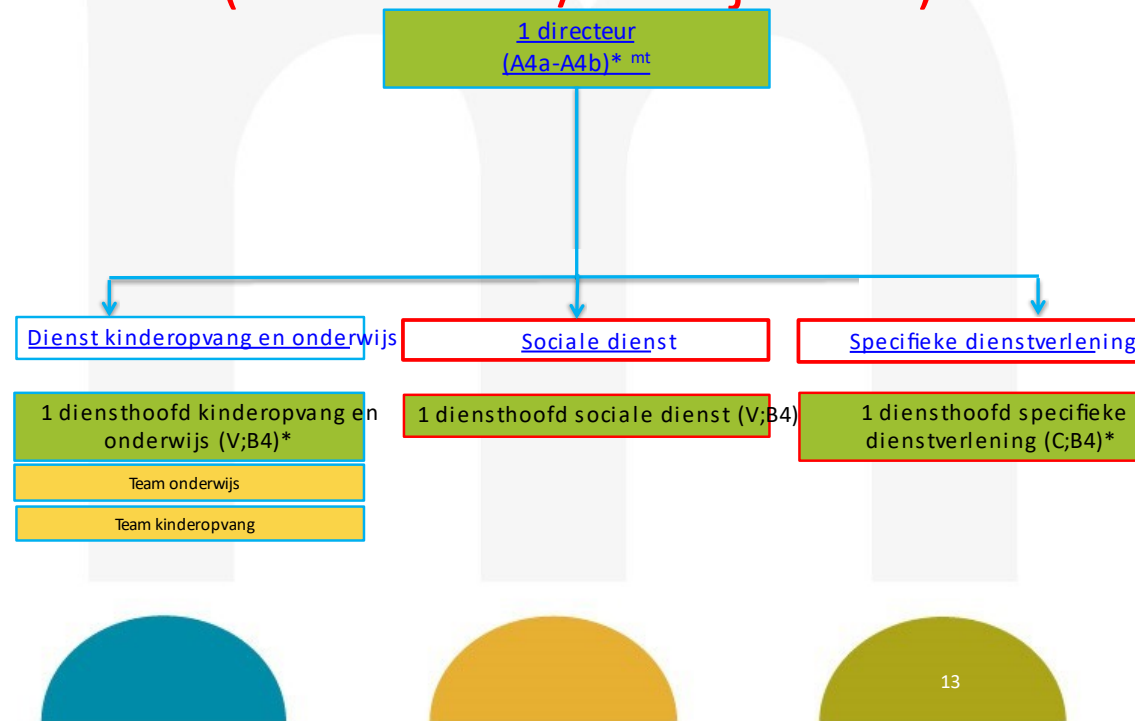 1 directeur
(A4a-A4b)* mt
Dienst kinderopvang en onderwijs
Sociale dienst
Specifieke dienstverlening
1 diensthoofd kinderopvang en
onderwijs (V;B4)*
1 diensthoofd sociale dienst (V;B4)
1 diensthoofd specifieke
dienstverlening (C;B4)*
Team onderwijs
Team kinderopvang
13